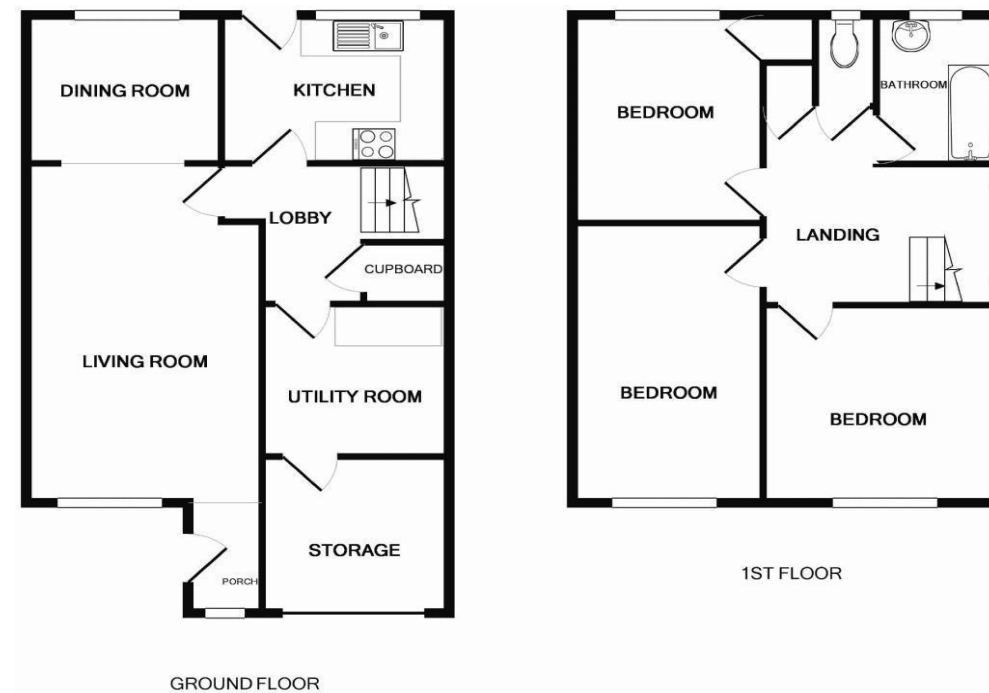 DINING ROOM
KITCHEN
LOBBY
CUPBOARD
LIVING ROOM
UTILITY ROOM
STORAGE
PORCH
GROUND FLOOR
BEDROOM
BATHROOM
LANDING
BEDROOM
BEDROOM
1ST FLOOR